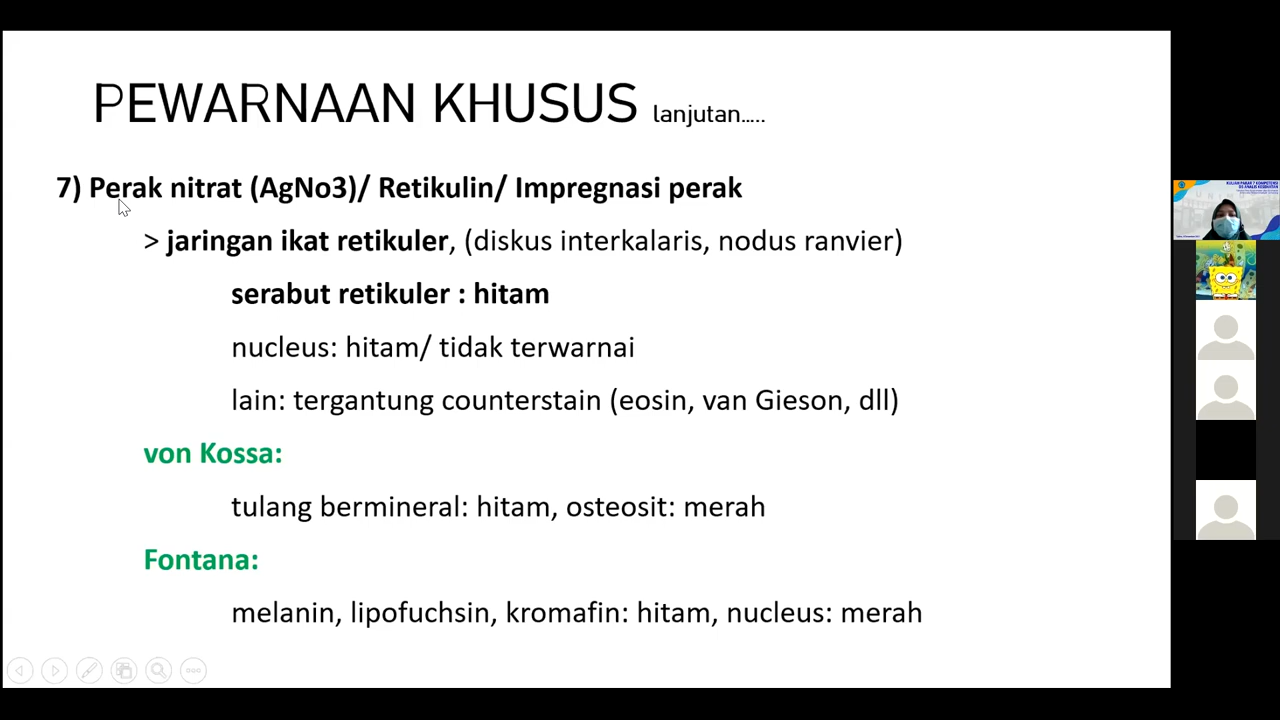 PEWARNAAN KHUSUS lanjutan.....
7) Perak nitrat (AgNo3)/ Retikulin/ Impregnasi perak
> jaringan ikat retikuler, (diskus interkalaris, nodus ranvier)
serabut retikuler : hitam
nucleus: hitam/ tidak terwarnai
lain: tergantung counterstain (eosin, van Gieson, dll)
von Kossa:
tulang bermineral: hitam, osteosit: merah
Fontana:
melanin, lipofuchsin, kromafin: hitam, nucleus: merah